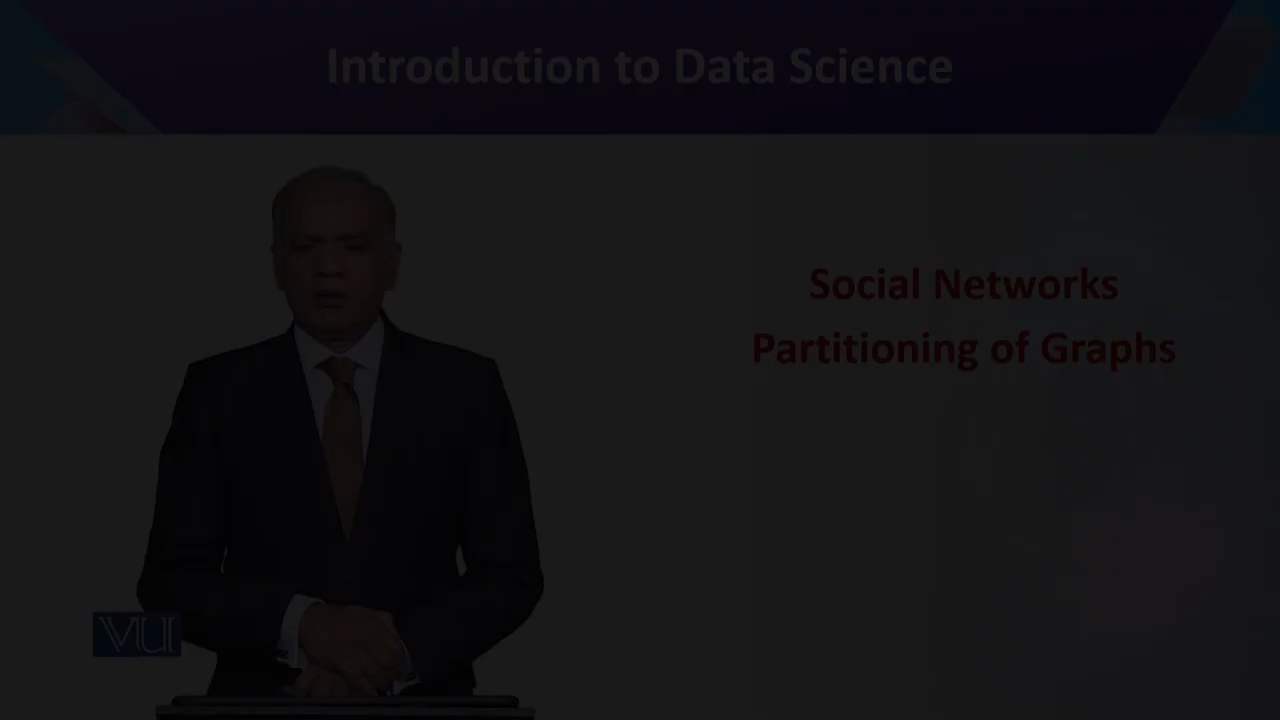 Introduction to Data Science
Social Networks
Partitioning of Graphs
VU